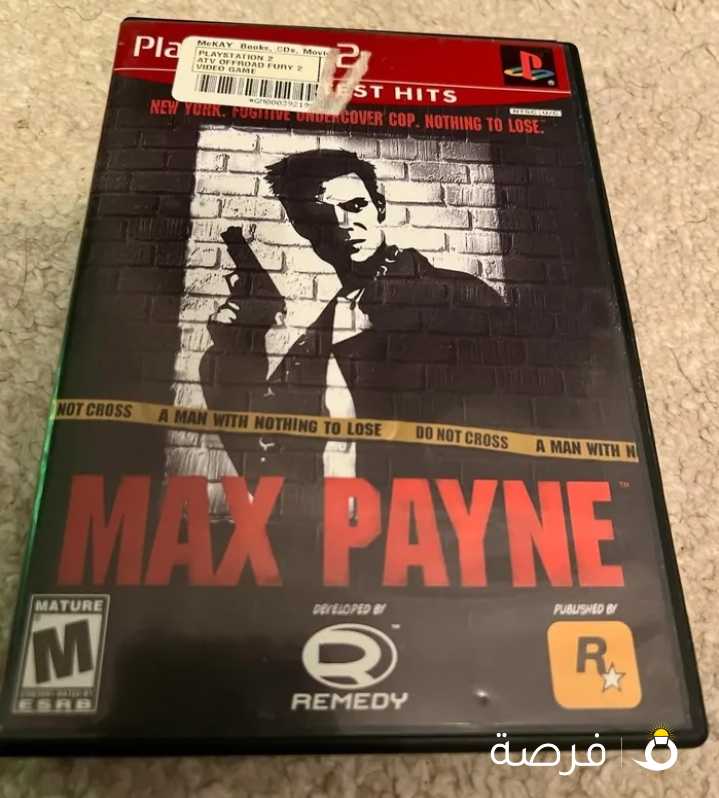 McKAY Books, CDs, Movi
PLAYSTATION 2
ATV OFFROAD FURY 2
VIDEO GAME
Pla 2
EST HITS
NTSC U/C
NEW YORK. FUGITIVE UNDERCOVER COP. NOTHING TO LOSE.
NOT CROSS A MAN WITH NOTHING TO LOSE DO NOT CROSS A MAN WITH N
MAX PAYNE™
MATURE
M
ESRB
DEVELOPED BY
REMEDY
PUBLISHED BY
R
فرصة